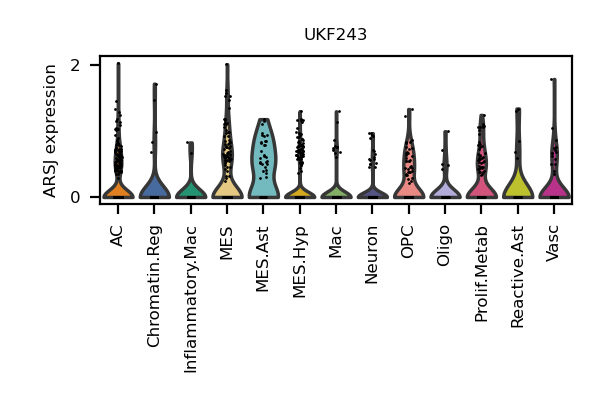 UKF243
ARSJ expression
2
0
AC
Chromatin.Reg
Inflammatory.Mac
MES
MES.Ast
MES.Hyp
Mac
Neuron
OPC
Oligo
Prolif.Metab
Reactive.Ast
Vasc